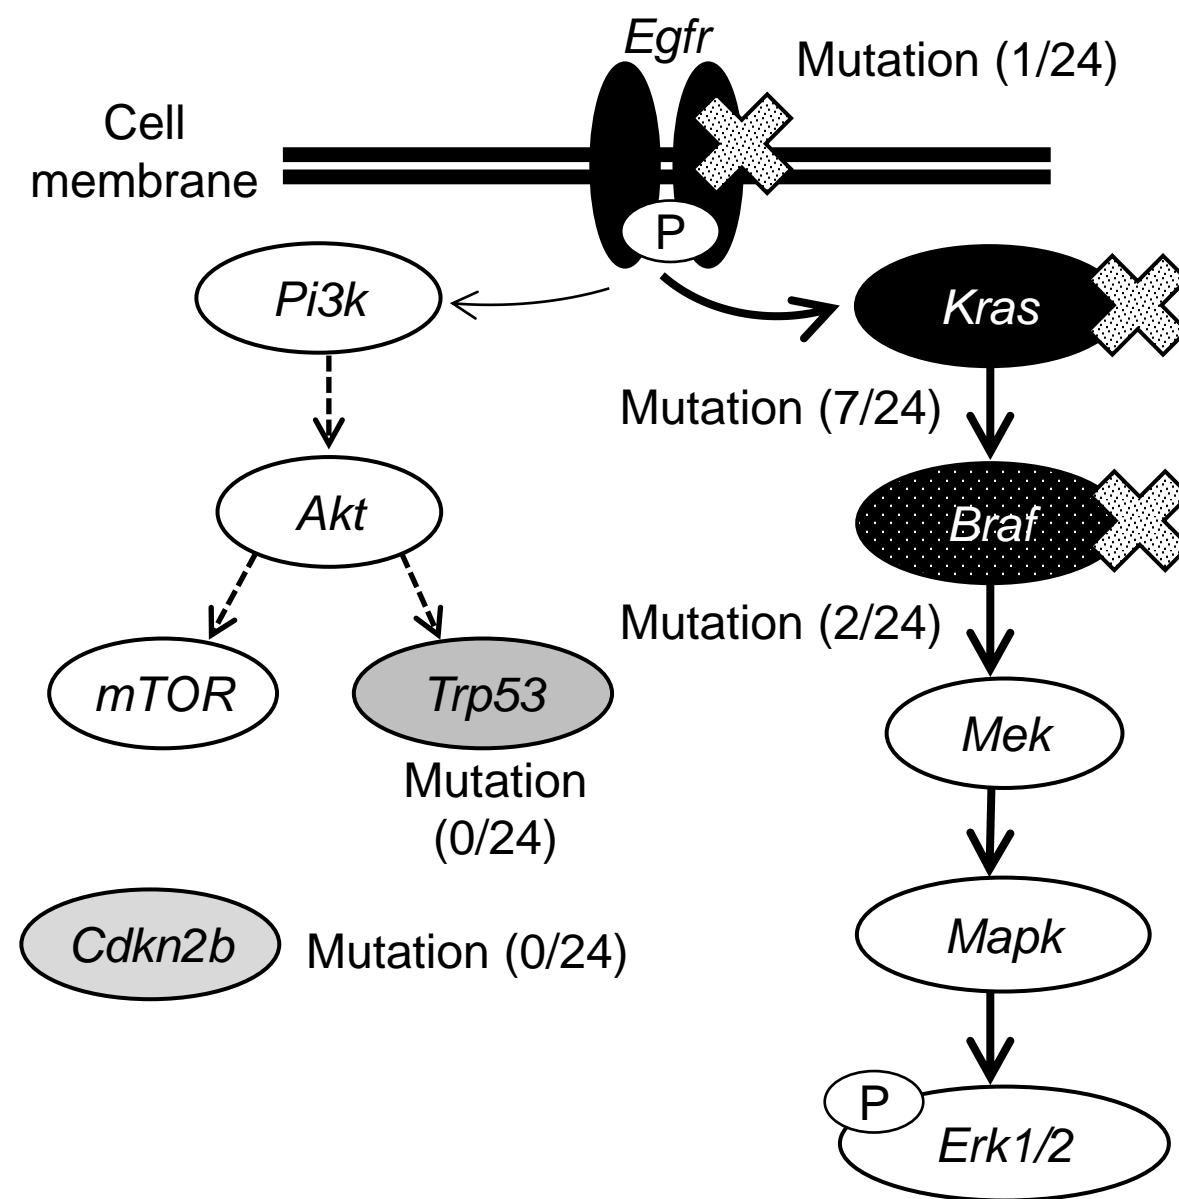 Egfr
Mutation (1/24)
Cell
membrane
P
Pi3k
Kras
Mutation (7/24)
Akt
Braf
Mutation (2/24)
mTOR
Trp53
Mek
Mutation
(0/24)
Cdkn2b
Mutation (0/24)
Mapk
P
Erk1/2